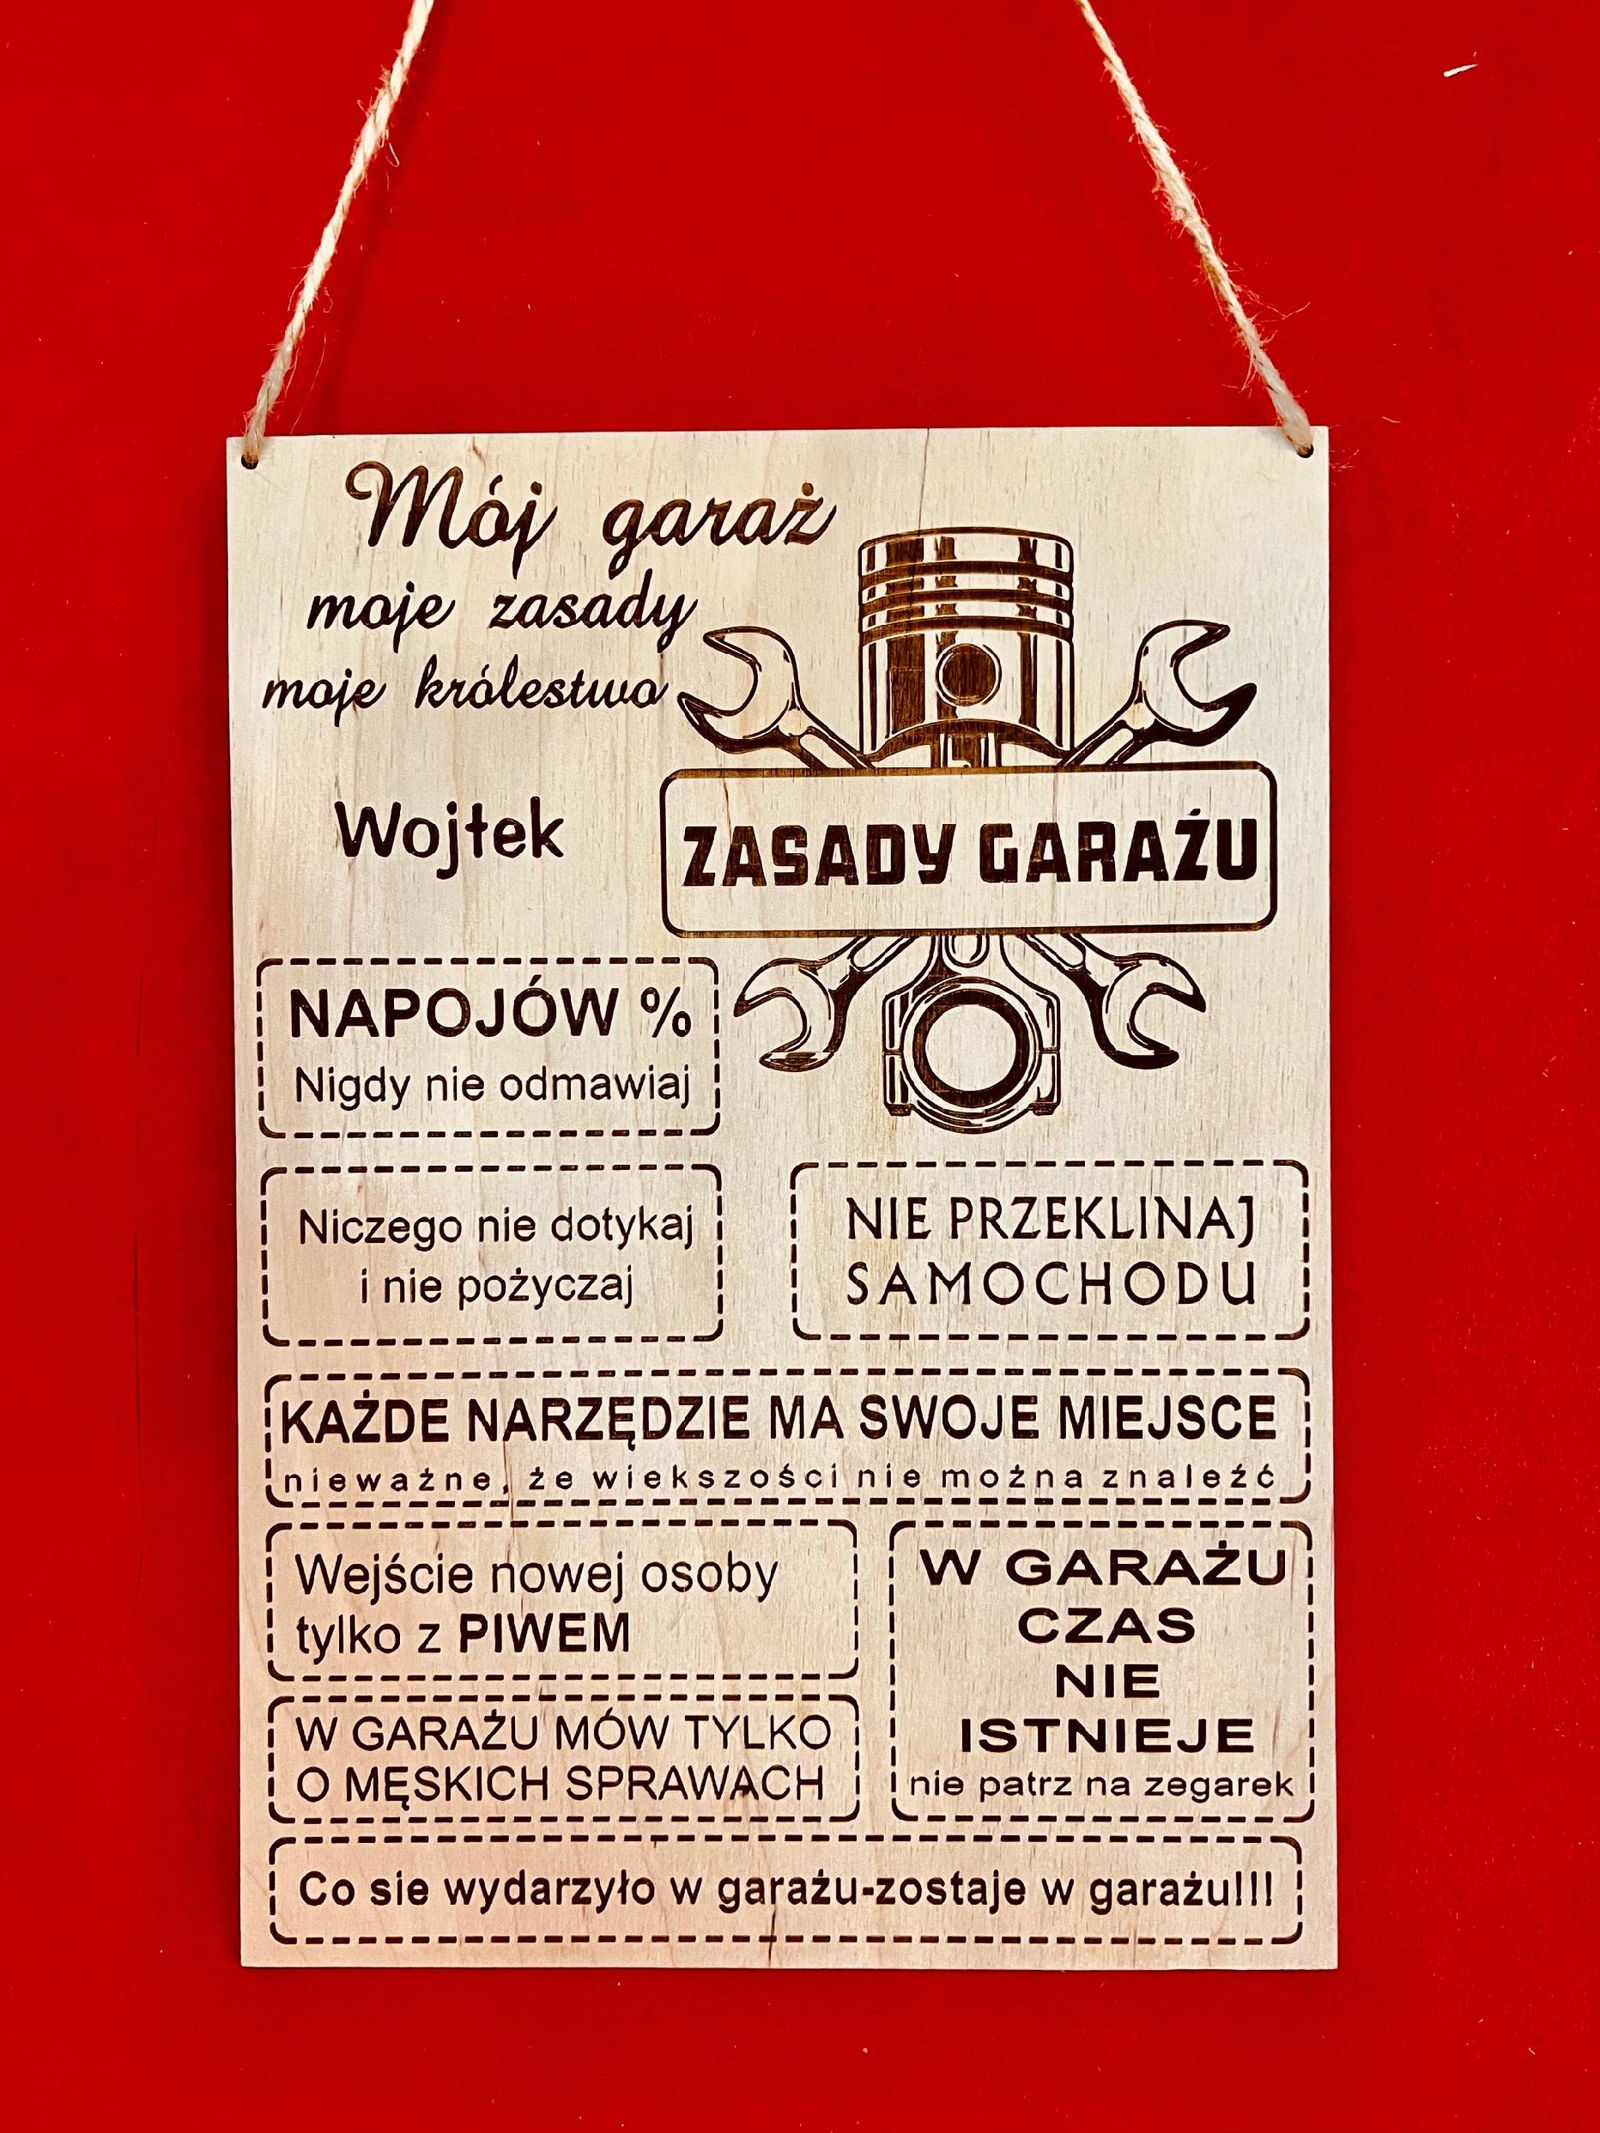 Mój garaż
moje zasady
moje królestwo
Wojtek
ZASADY GARAŻU
NAPOJÓW %
Nigdy nie odmawiaj
Niczego nie dotykaj
i nie pożyczaj
NIE PRZEKLINAJ
SAMOCHODU
KAŻDE NARZĘDZIE MA SWOJE MIEJSCE
nieważne, że wiekszości nie można znaleźć
Wejście nowej osoby
tylko z PIWEM
W GARAŻU MÓW TYLKO
O MĘSKICH SPRAWACH
W GARAŻU
CZAS
NIE
ISTNIEJE
nie patrz na zegarek
Co sie wydarzyło w garażu-zostaje w garażu!!!